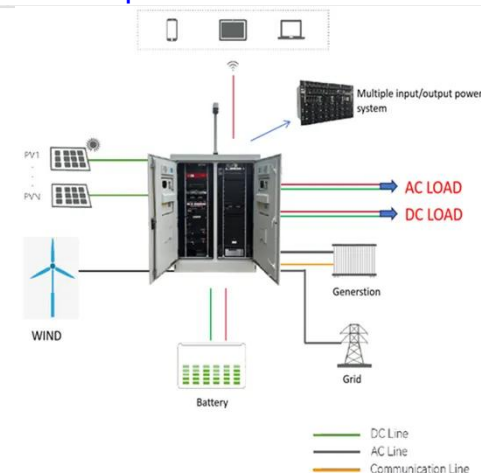 Multiple input/output power
system
PV1
PVN
AC LOAD
DC LOAD
WIND
Generstion
Battery
Grid
DC Line
AC Line
Communication Line